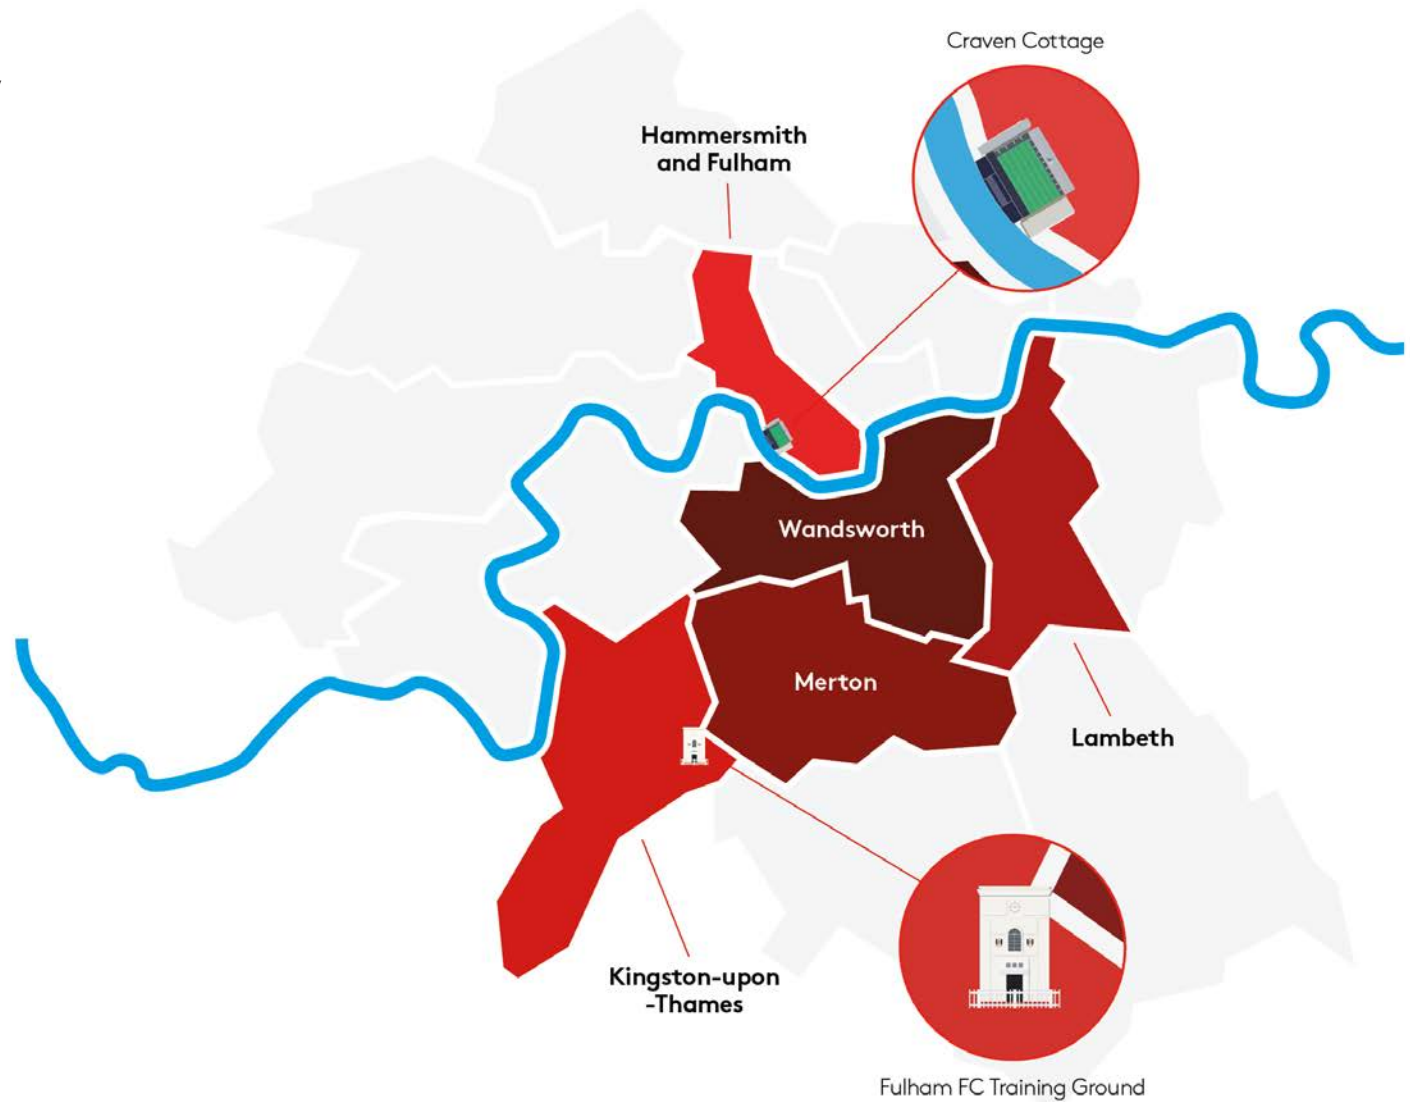 Craven Cottage
Hammersmith
and Fulham
Wandsworth
Merton
Lambeth
Kingston-upon
-Thames
Fulham FC Training Ground